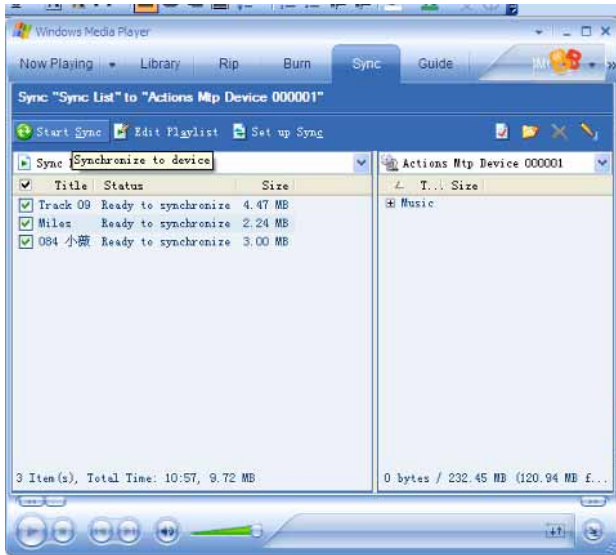 Windows Media Player
Now Playing Library Rip Burn Sync Guide
Sync "Sync List" to "Actions Mtp Device 000001"
Start Sync Edit Playlist Set up Sync
Sync
Synchronize to device
Actions Mtp Device 000001
Title Status Size
T... Size
Track 09 Ready to synchronize 4.47 MB
Music
Miles Ready to synchronize 2.24 MB
084 小薇 Ready to synchronize 3.00 MB
3 Item(s), Total Time: 10:57, 9.72 MB
0 bytes / 232.45 MB (120.94 MB f...